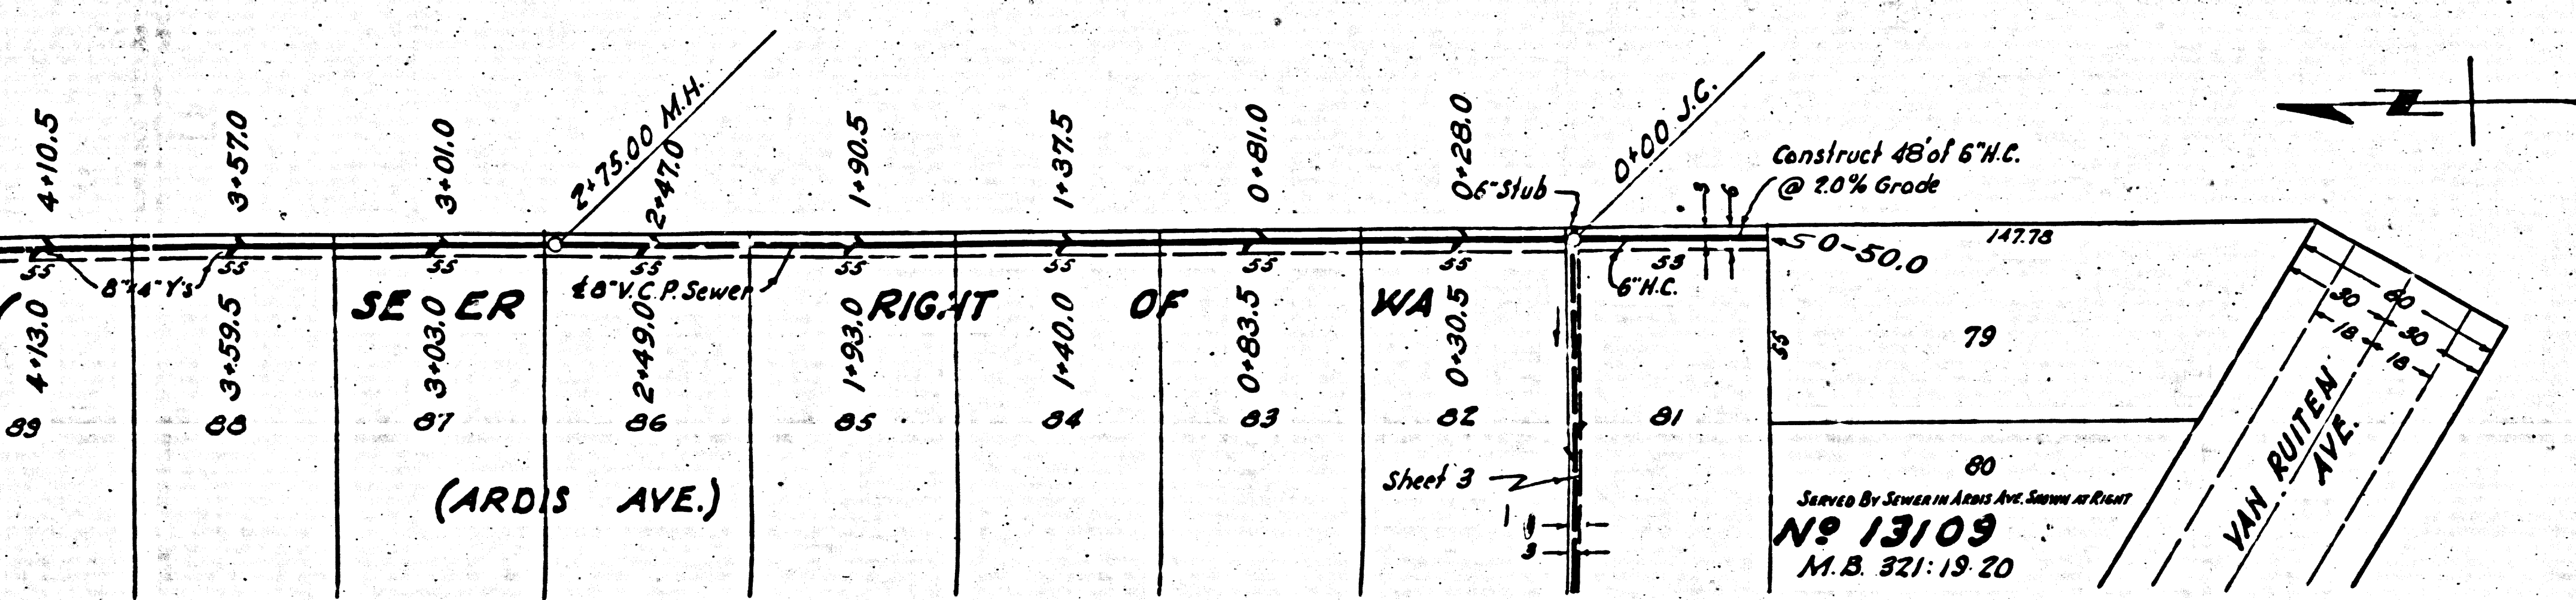 4+10.5
3+57.0
3+01.0
2+75.00 M.H.
2+47.0
1+90.5
1+37.5
0+81.0
0+28.0
6" Stub
0+00 J.C.
Construct 48' of 6" H.C.
@ 2.0% Grade
55
8"x4" Y's
55
55
55
℄ 8" V.C.P. Sewer
55
55
55
55
6" H.C.
53
0-50.0
147.78
4+13.0
3+59.5
3+03.0
2+49.0
1+93.0
1+40.0
0+83.5
0+30.5
SE ER RIGHT OF WA
55
79
30
60
18
30
18
89
88
87
86
85
84
83
82
81
80
(ARDIS AVE.)
Sheet 3
SERVED BY SEWER IN ARDIS AVE. SHOWN AT RIGHT
Nº 13109
M.B. 321:19-20
VAN RUITEN
AVE.